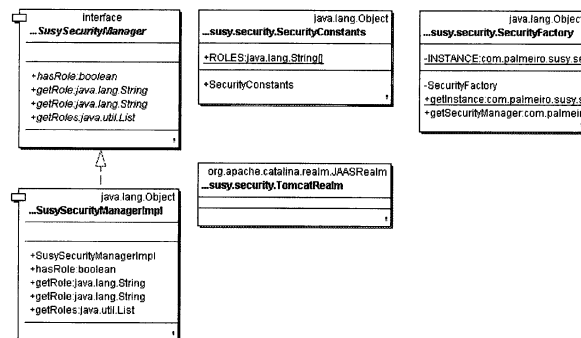 interface
...SusySecurityManager
+hasRole:boolean
+getRole:java.lang.String
+getRole:java.lang.String
+getRoles:java.util.List
java.lang.Object
...susy.security.SecurityConstants
+ROLES:java.lang.String[]
+SecurityConstants
java.lang.Object
...susy.security.SecurityFactory
-INSTANCE:com.palmeiro.susy.se
-SecurityFactory
+getInstance:com.palmeiro.susy.s
+getSecurityManager:com.palmei
java.lang.Object
...SusySecurityManagerImpl
+SusySecurityManagerImpl
+hasRole:boolean
+getRole:java.lang.String
+getRole:java.lang.String
+getRoles:java.util.List
org.apache.catalina.realm.JAASRealm
...susy.security.TomcatRealm